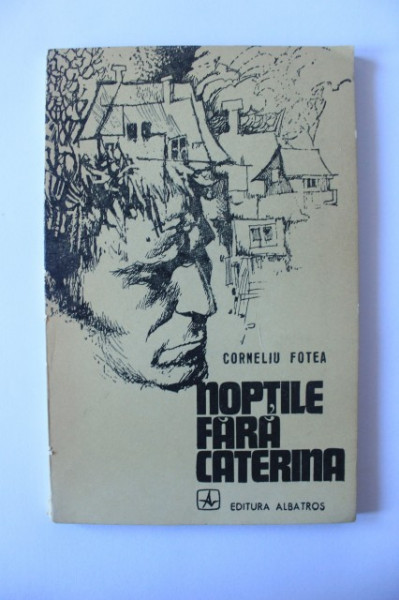 CORNELIU FOTEA
NOPȚILE
FĂRĂ
CATERINA
EDITURA ALBATROS